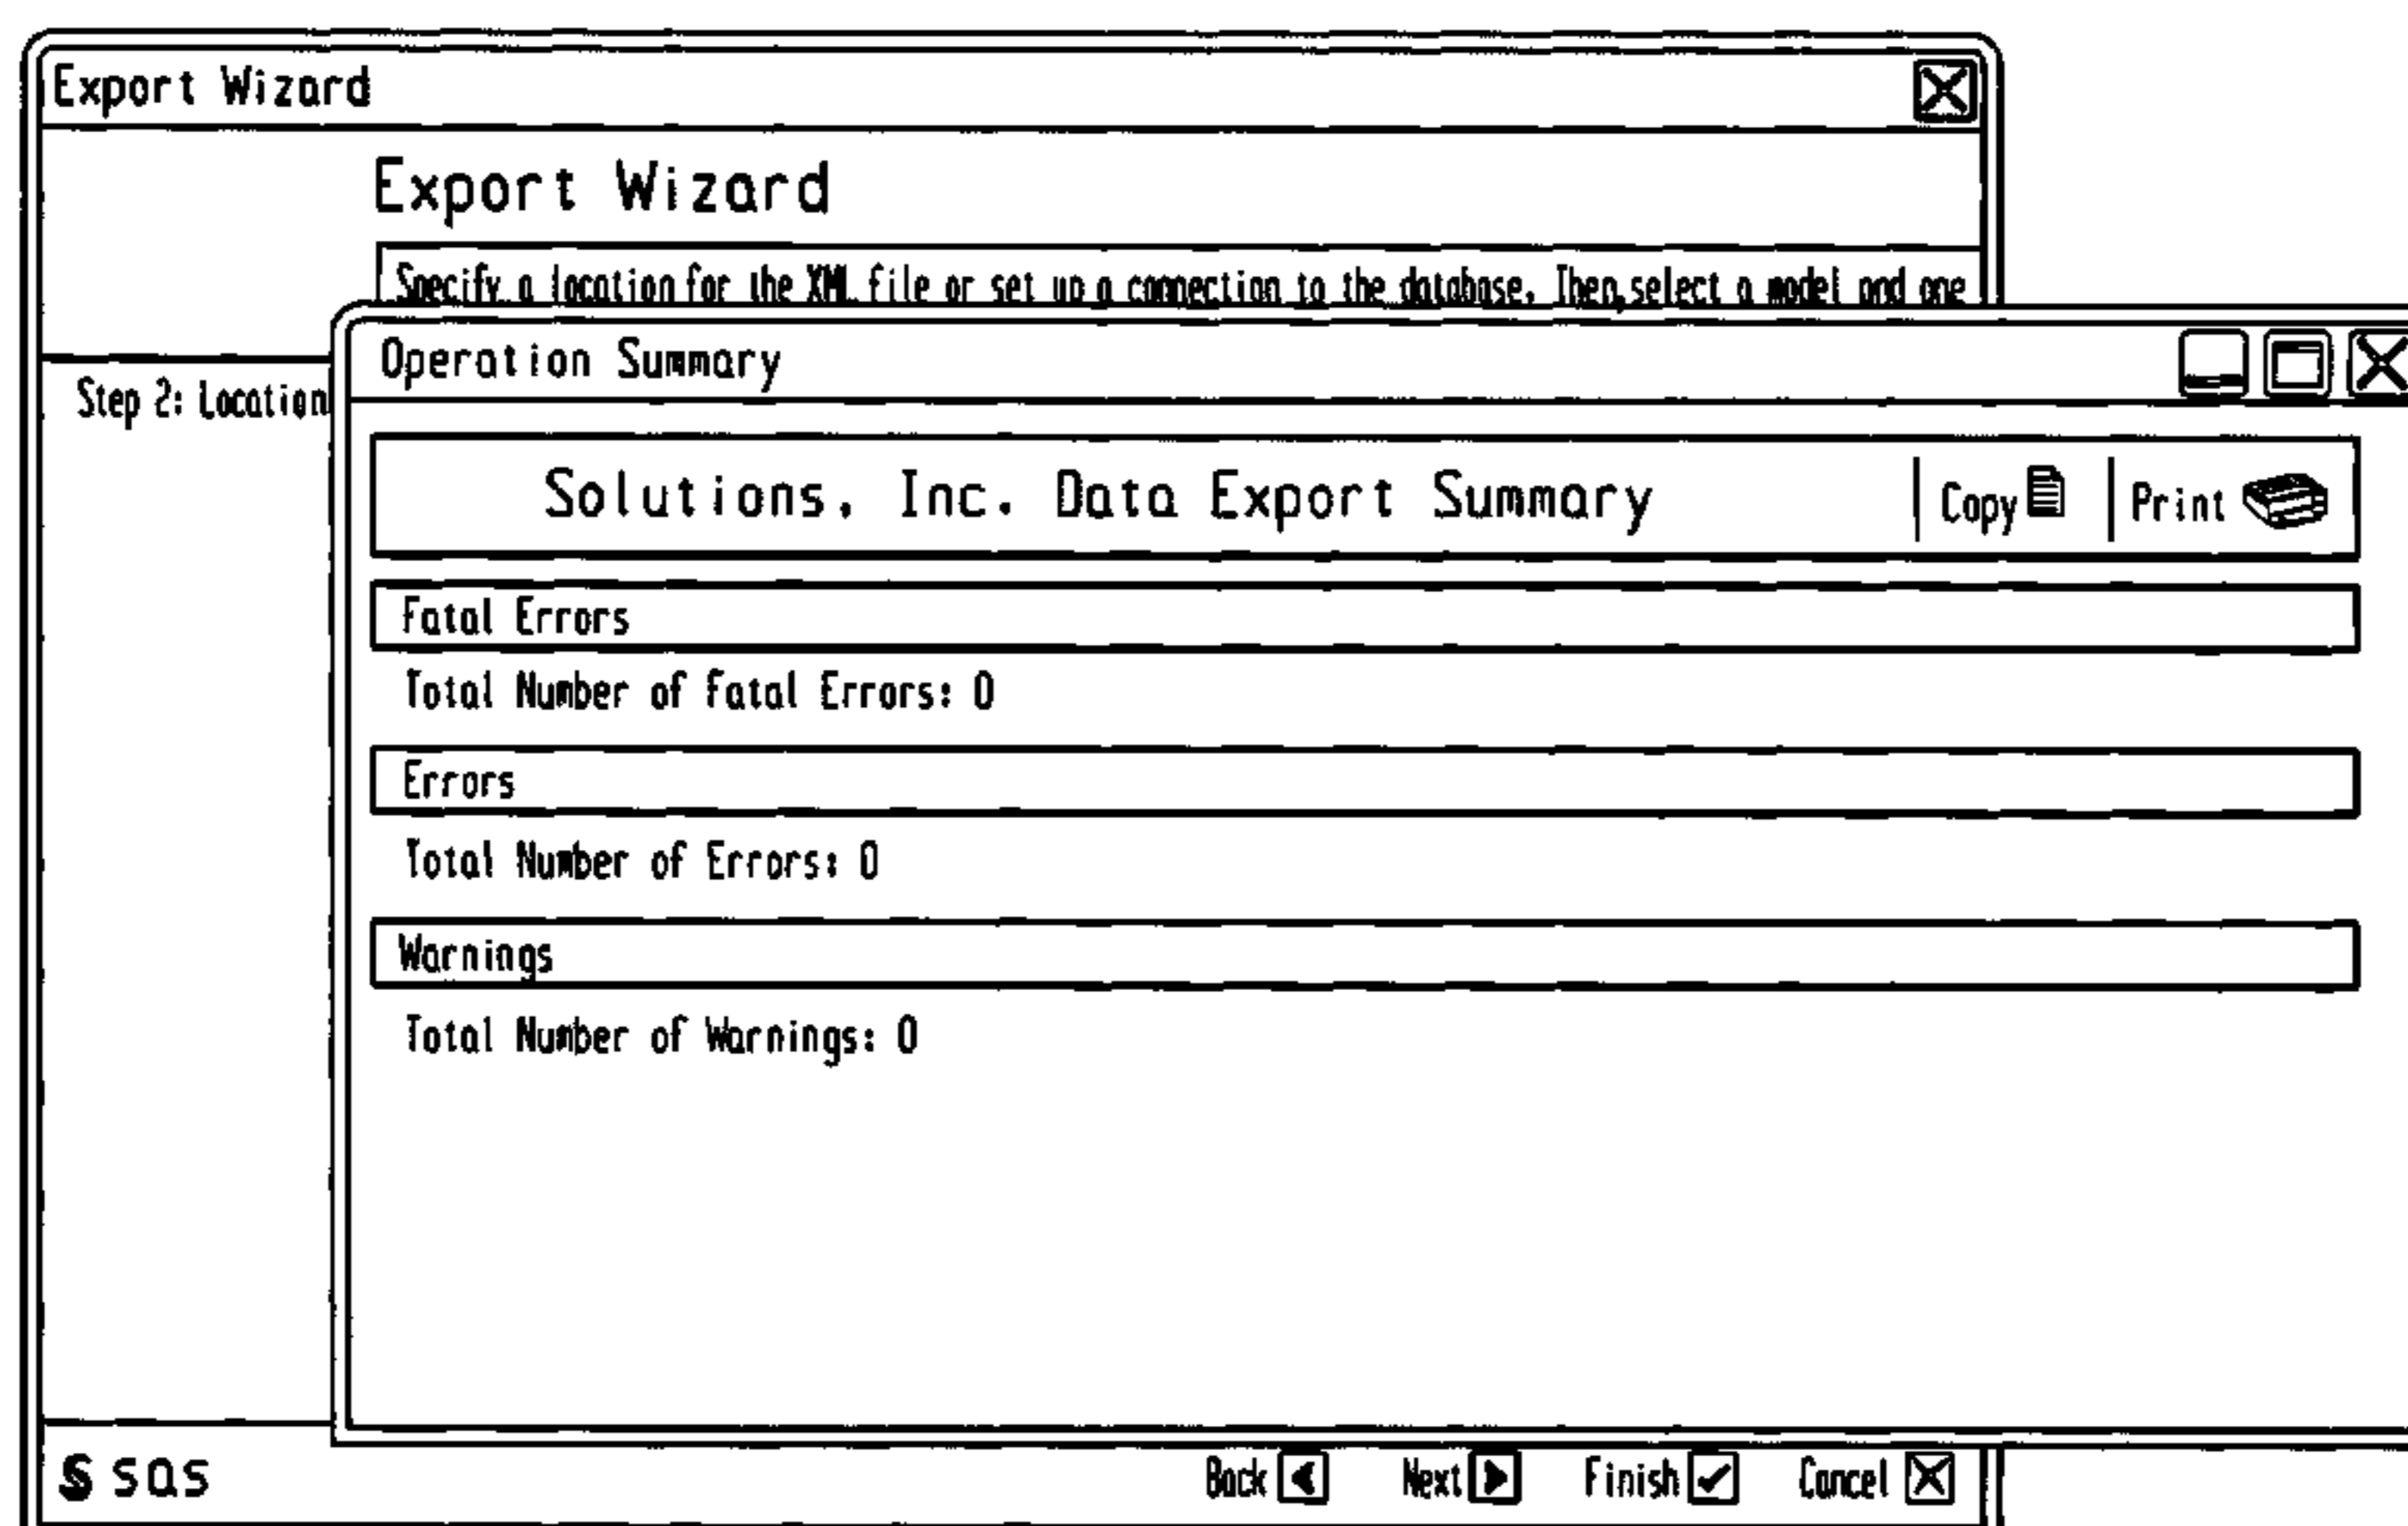 Export Wizard
Export Wizard
Specify a location for the XML file or set up a connection to the database. Then, select a model and one
Operation Summary
Step 2: Location
Solutions, Inc. Data Export Summary Copy Print
Fatal Errors
Total Number of Fatal Errors: 0
Errors
Total Number of Errors: 0
Warnings
Total Number of Warnings: 0
S sas Back Next Finish Cancel